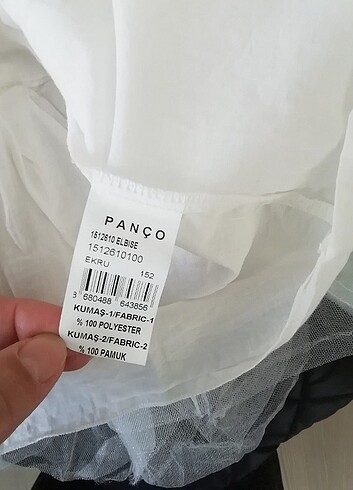 PANÇO
1512610 ELBİSE
1512610100
EKRU
152
8 680488 643856
KUMAŞ-1/FABRIC-1
% 100 POLYESTER
KUMAŞ-2/FABRIC-2
% 100 PAMUK